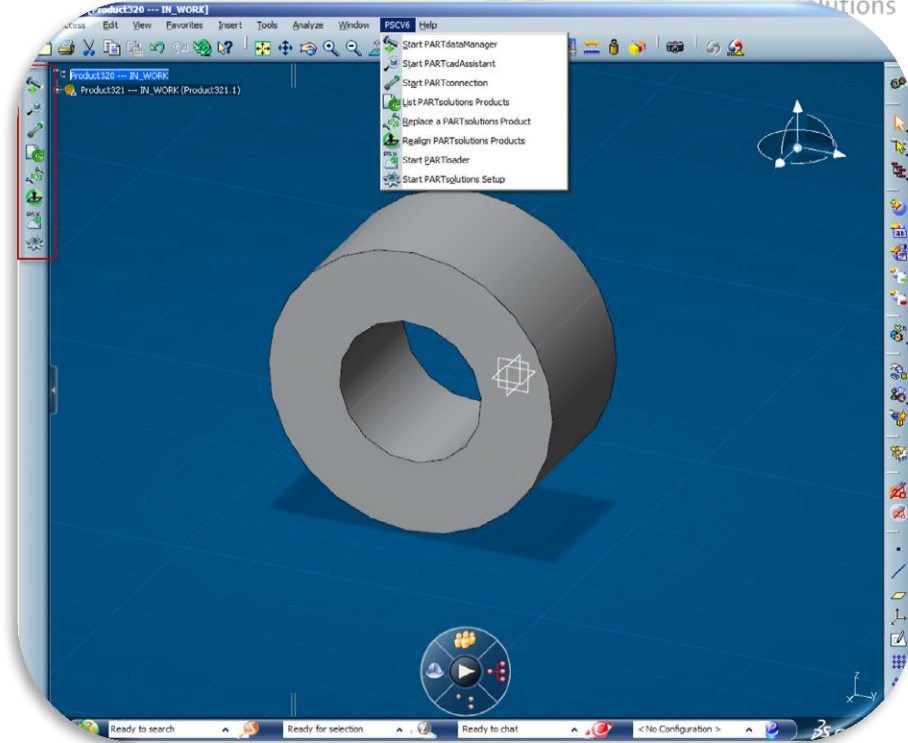 olutions
Product320 --- IN_WORK]
Edit View Favorites Insert Tools Analyze Window PSCV6 Help
Start PARTdataManager
Start PARTcadAssistant
Start PARTconnection
List PARTsolutions Products
Replace a PARTsolutions Product
Realign PARTsolutions Products
Start PARTloader
Start PARTsolutions Setup
Product320 --- IN_WORK
Product321 --- IN_WORK (Product321.1)
Ready to search
Ready for selection
Ready to chat
<No Configuration >
z
x
y